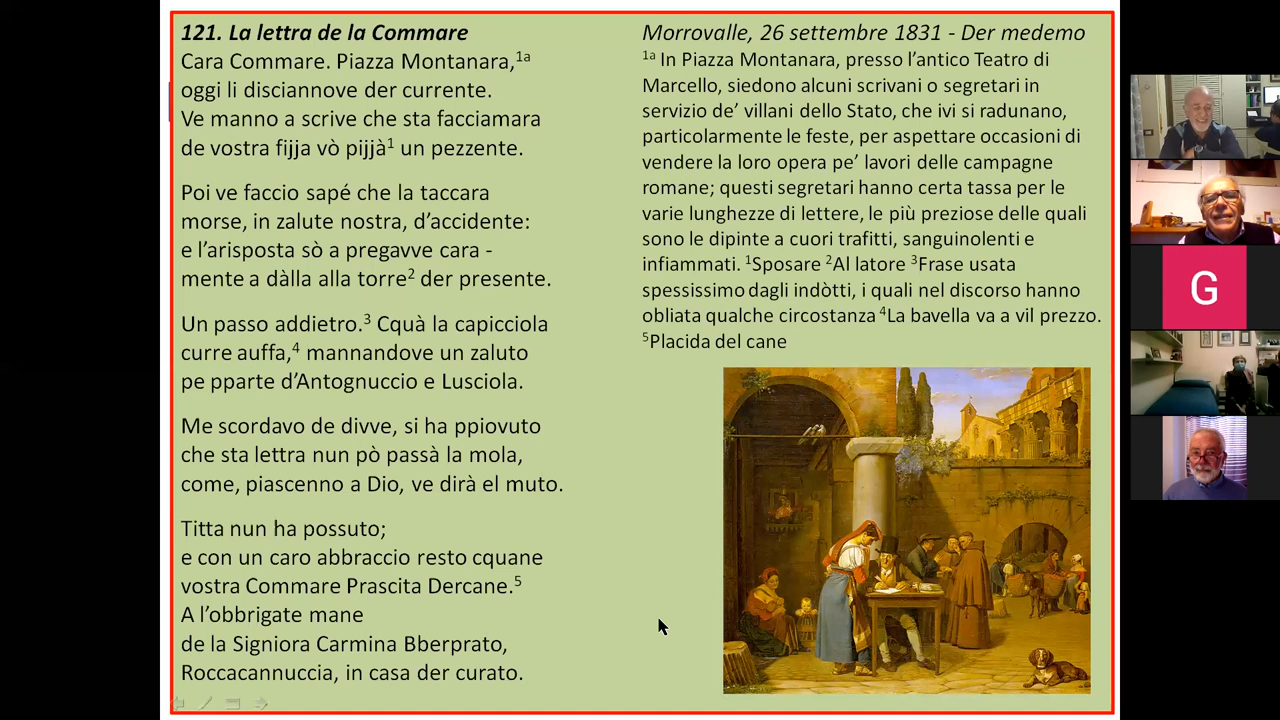 121. La lettra de la Commare
Cara Commare. Piazza Montanara,1a
oggi li disciannove der currente.
Ve manno a scrive che sta facciamara
de vostra fijja vò pijjà1 un pezzente.
Poi ve faccio sapé che la taccara
morse, in zalute nostra, d’accidente:
e l’arisposta sò a pregavve cara -
mente a dàlla alla torre2 der presente.
Un passo addietro.3 Cquà la capicciola
curre auffa,4 mannandove un zaluto
pe pparte d’Antognuccio e Lusciola.
Me scordavo de divve, si ha ppiovuto
che sta lettra nun pò passà la mola,
come, piascenno a Dio, ve dirà el muto.
Titta nun ha possuto;
e con un caro abbraccio resto cquane
vostra Commare Prascita Dercane.5
A l’obbrigate mane
de la Signiora Carmina Bberprato,
Roccacannuccia, in casa der curato.
Morrovalle, 26 settembre 1831 - Der medemo
1a In Piazza Montanara, presso l’antico Teatro di
Marcello, siedono alcuni scrivani o segretari in
servizio de’ villani dello Stato, che ivi si radunano,
particolarmente le feste, per aspettare occasioni di
vendere la loro opera pe’ lavori delle campagne
romane; questi segretari hanno certa tassa per le
varie lunghezze di lettere, le più preziose delle quali
sono le dipinte a cuori trafitti, sanguinolenti e
infiammati. 1Sposare 2Al latore 3Frase usata
spessissimo dagli indòtti, i quali nel discorso hanno
obliata qualche circostanza 4La bavella va a vil prezzo.
5Placida del cane
G